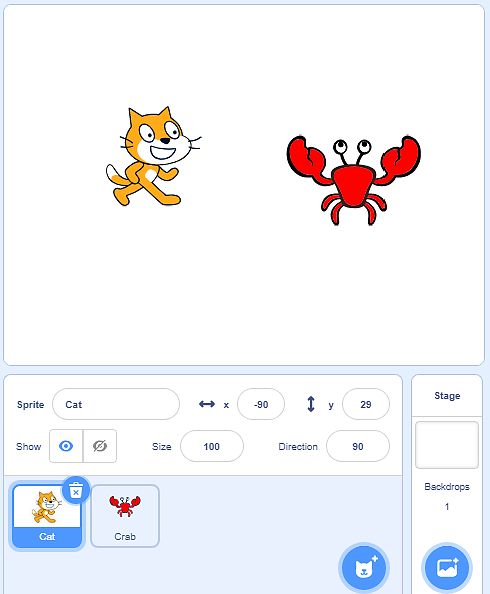 Sprite Cat x -90 y 29 Stage
Show Size 100 Direction 90
Backdrops
1
Cat Crab